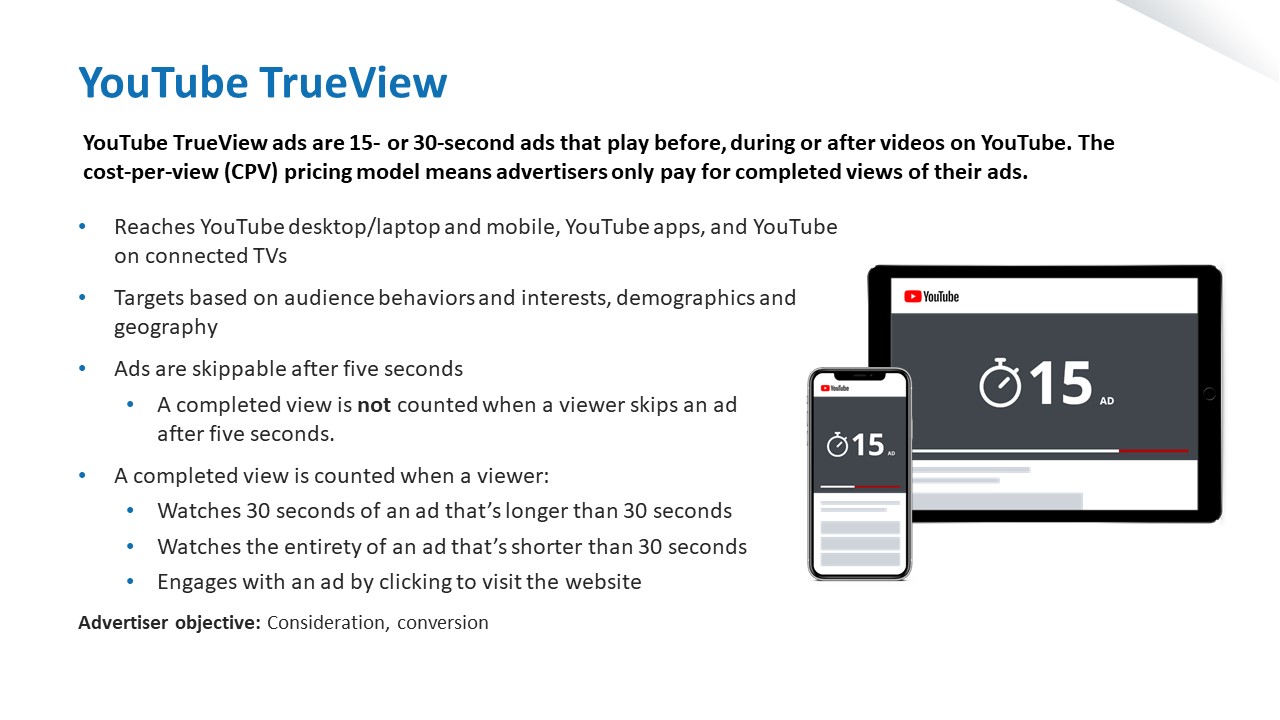 YouTube TrueView
YouTube TrueView ads are 15- or 30-second ads that play before, during or after videos on YouTube. The
cost-per-view (CPV) pricing model means advertisers only pay for completed views of their ads.
• Reaches YouTube desktop/laptop and mobile, YouTube apps, and YouTube
on connected TVs
• Targets based on audience behaviors and interests, demographics and
geography
• Ads are skippable after five seconds
• A completed view is not counted when a viewer skips an ad
after five seconds.
• A completed view is counted when a viewer:
• Watches 30 seconds of an ad that’s longer than 30 seconds
• Watches the entirety of an ad that’s shorter than 30 seconds
• Engages with an ad by clicking to visit the website
Advertiser objective: Consideration, conversion
YouTube
15 AD
YouTube
15 AD